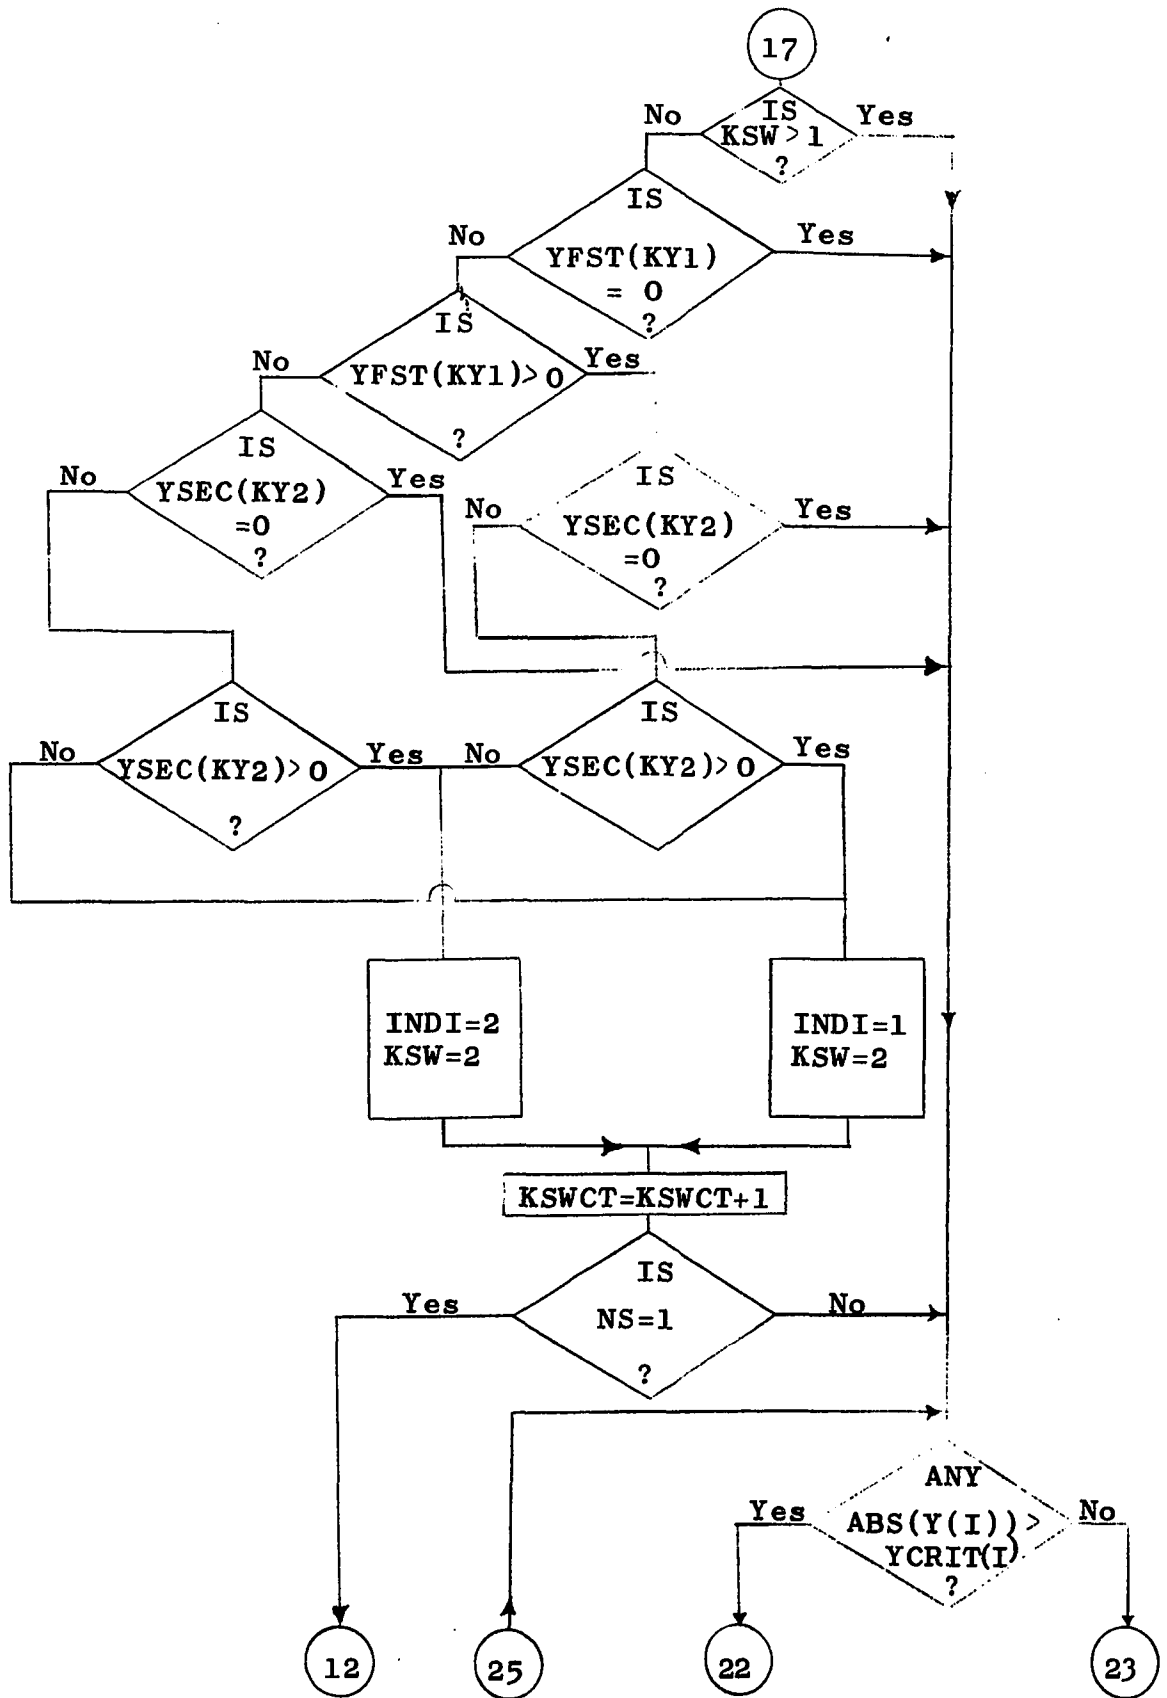 17
No
IS
KSW>1
?
Yes
No
IS
YFST(KY1)
= 0
?
Yes
No
IS
YFST(KY1)>0
?
Yes
No
IS
YSEC(KY2)
=0
?
Yes
No
IS
YSEC(KY2)
=0
?
Yes
No
IS
YSEC(KY2)>0
?
Yes
No
IS
YSEC(KY2)>0
Yes
INDI=2
KSW=2
INDI=1
KSW=2
KSWCT=KSWCT+1
Yes
IS
NS=1
?
No
Yes
ANY
ABS(Y(I))>
YCRIT(I)
?
No
12
25
22
23